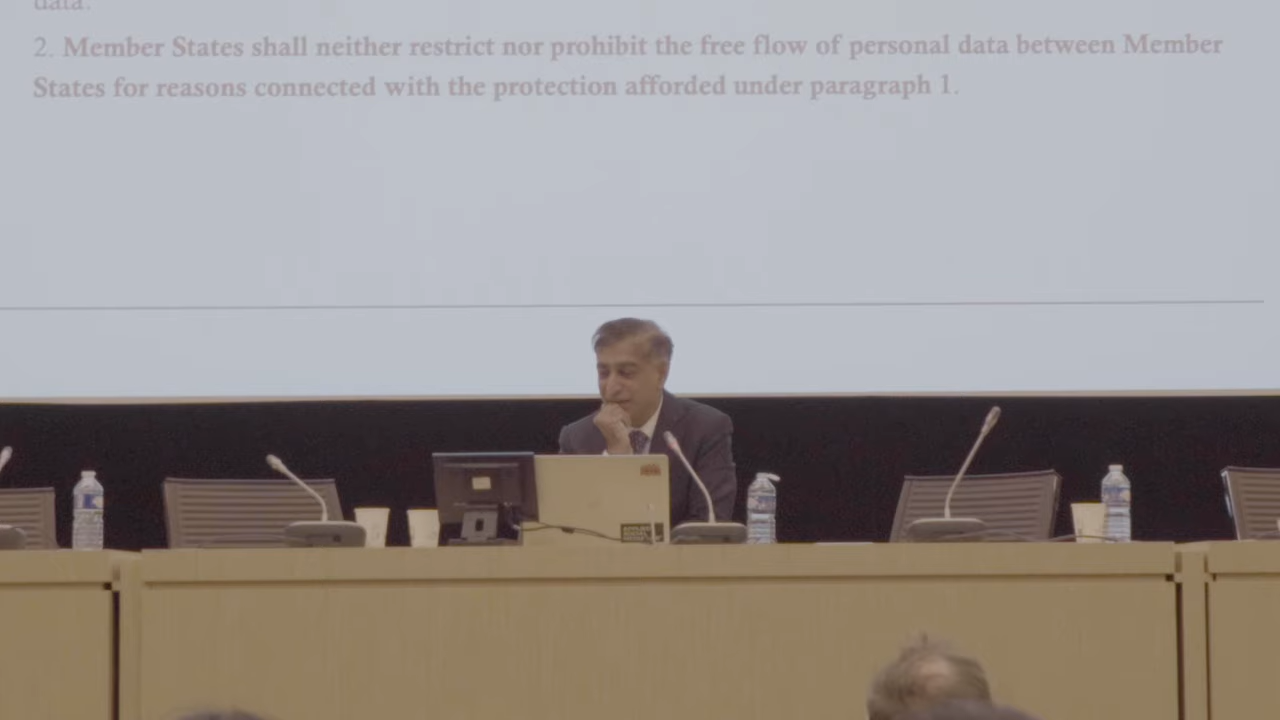 data.
2. Member States shall neither restrict nor prohibit the free flow of personal data between Member
States for reasons connected with the protection afforded under paragraph 1.